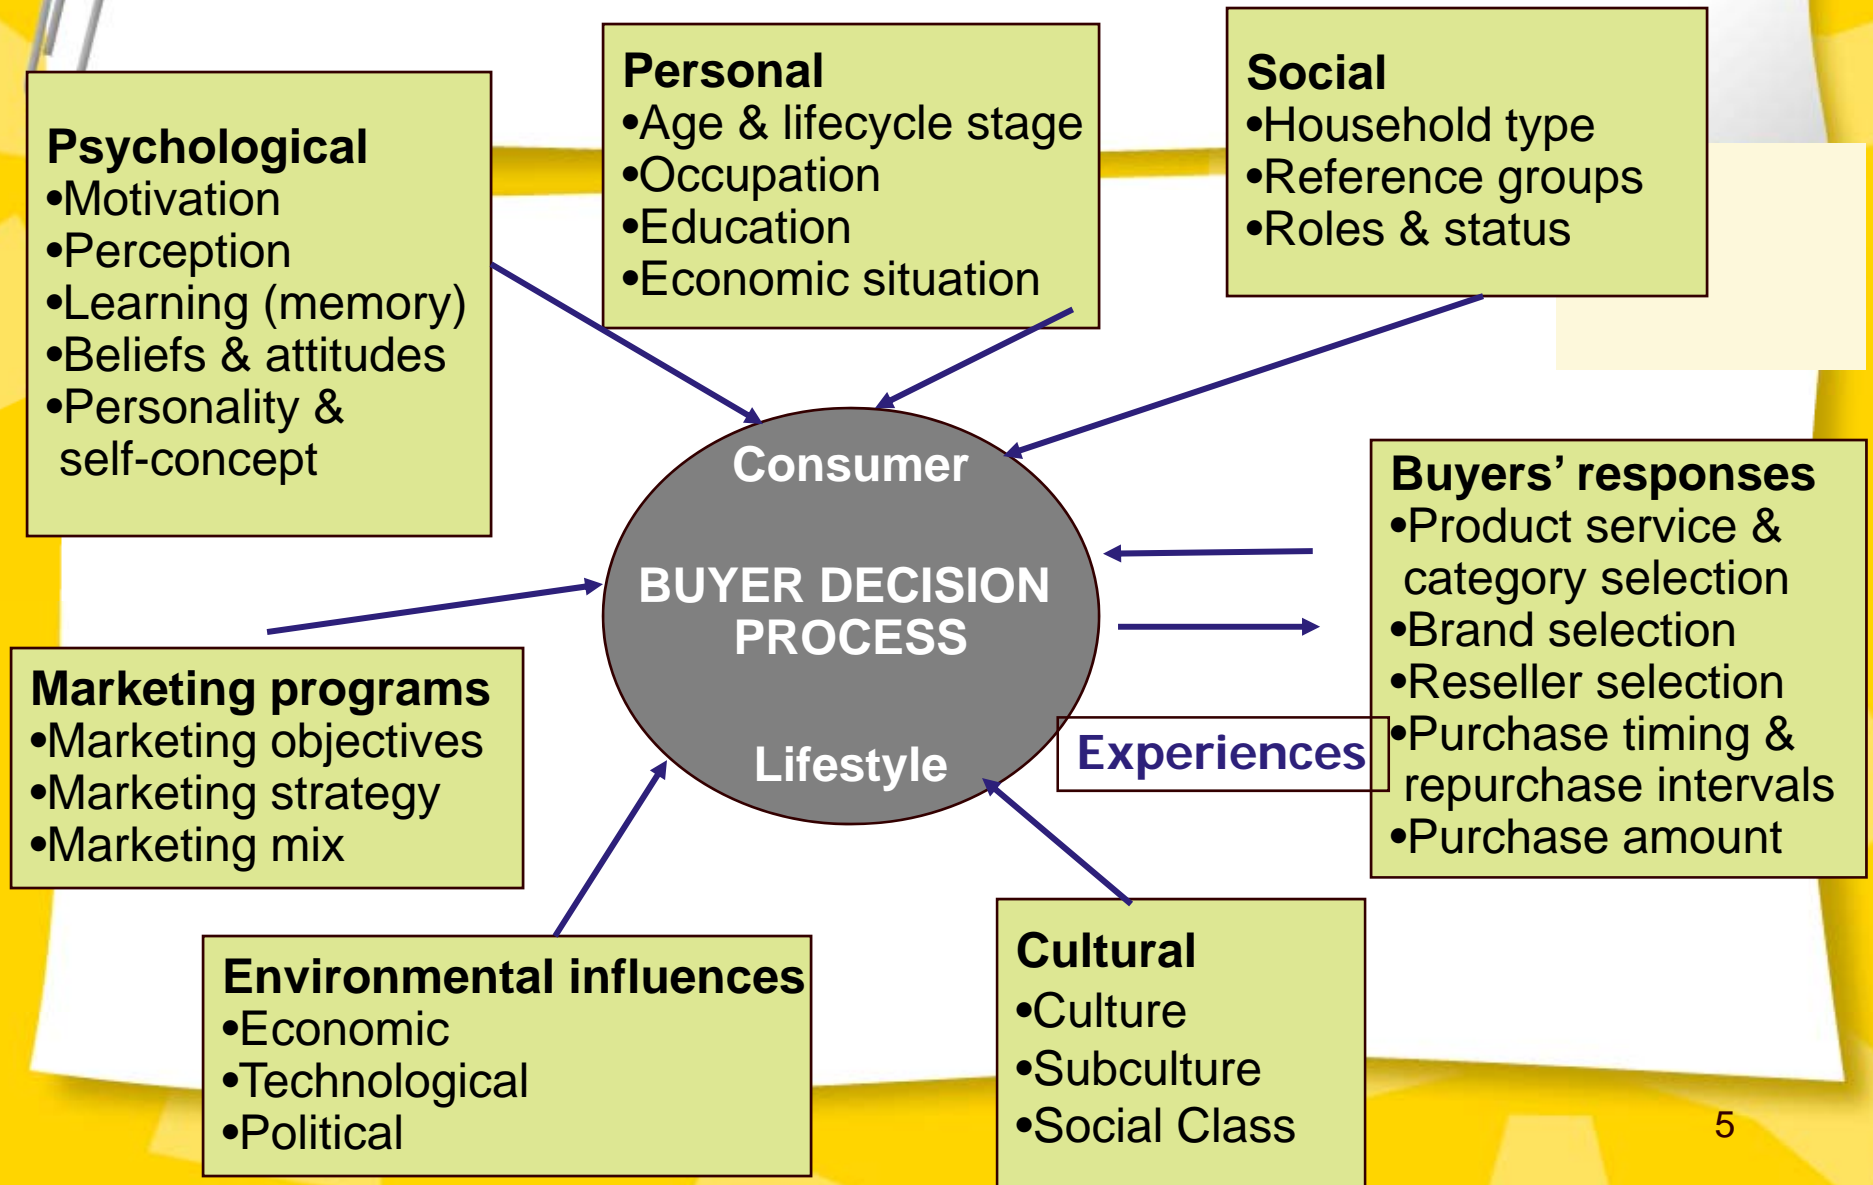 Psychological
•Motivation
•Perception
•Learning (memory)
•Beliefs & attitudes
•Personality &
self-concept
Personal
•Age & lifecycle stage
•Occupation
•Education
•Economic situation
Social
•Household type
•Reference groups
•Roles & status
Consumer
BUYER DECISION
PROCESS
Lifestyle
Experiences
Buyers’ responses
•Product service &
category selection
•Brand selection
•Reseller selection
•Purchase timing &
repurchase intervals
•Purchase amount
Marketing programs
•Marketing objectives
•Marketing strategy
•Marketing mix
Environmental influences
•Economic
•Technological
•Political
Cultural
•Culture
•Subculture
•Social Class
5